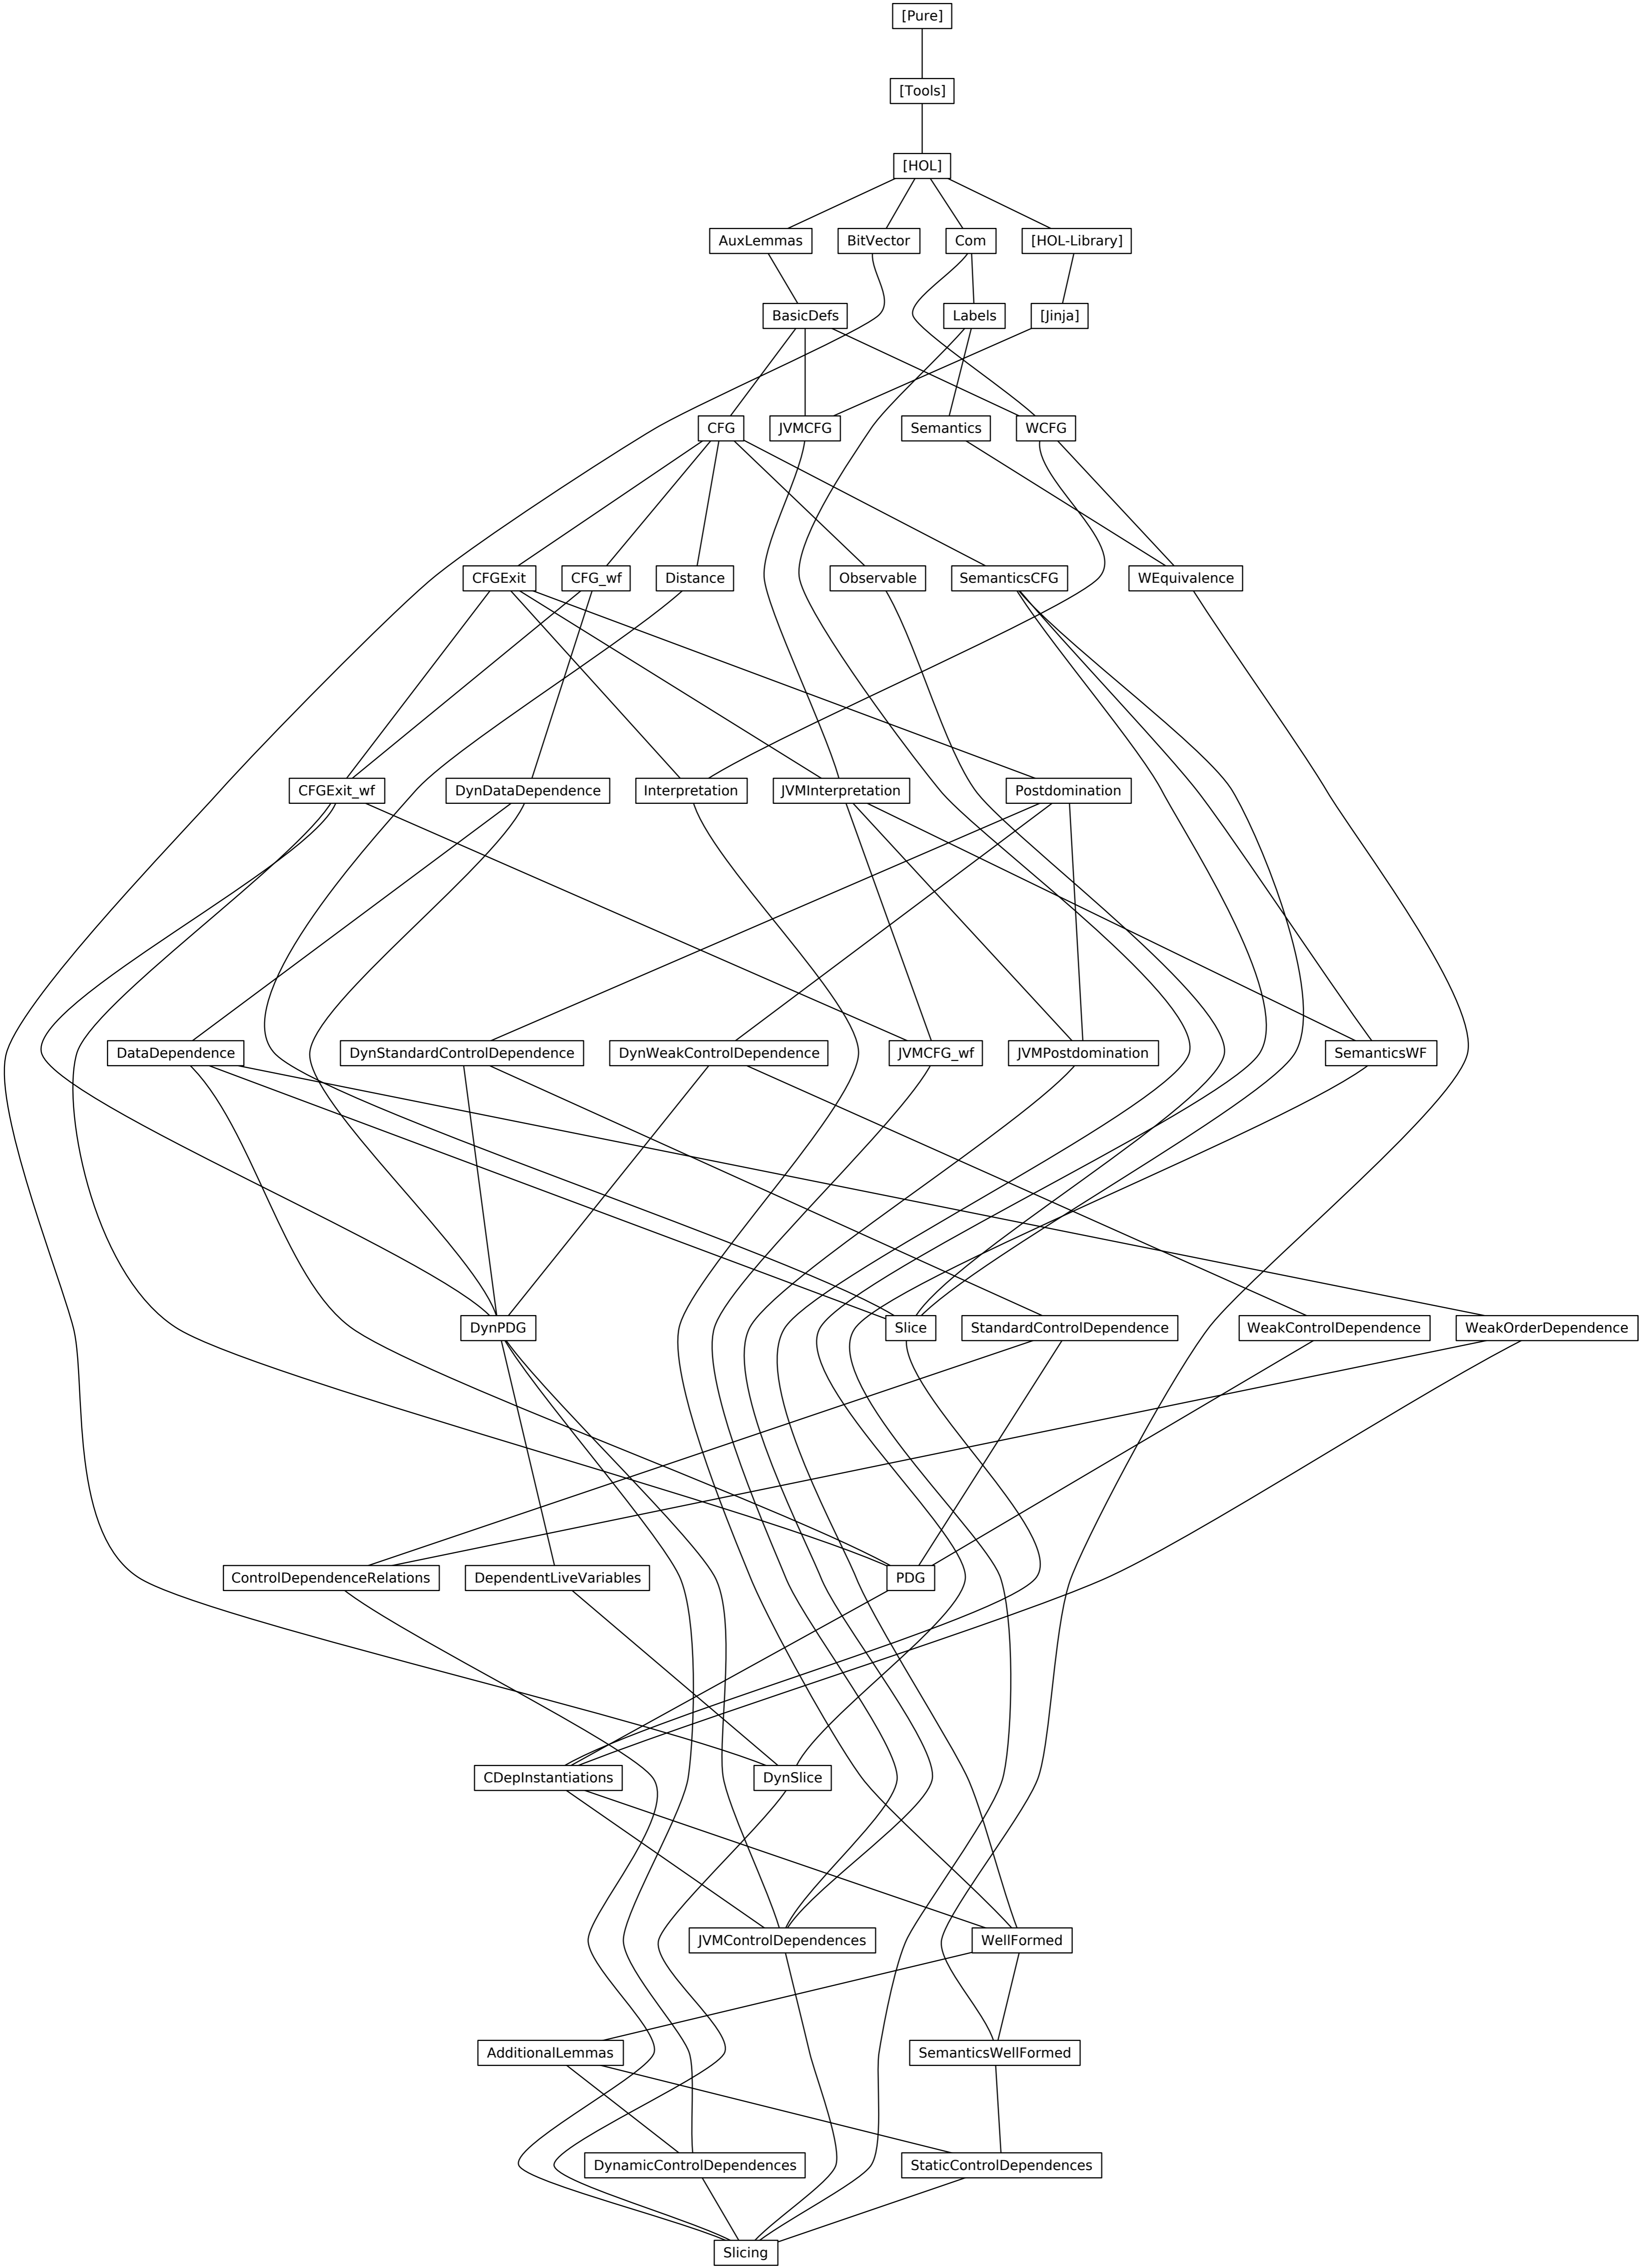 [Pure]
[Tools]
[HOL]
AuxLemmas
BitVector
Com
[HOL-Library]
BasicDefs
Labels
[Jinja]
CFG
JVMCFG
Semantics
WCFG
CFGExit
CFG_wf
Distance
Observable
SemanticsCFG
WEquivalence
CFGExit_wf
DynDataDependence
Interpretation
JVMInterpretation
Postdomination
DataDependence
DynStandardControlDependence
DynWeakControlDependence
JVMCFG_wf
JVMPostdomination
SemanticsWF
DynPDG
Slice
StandardControlDependence
WeakControlDependence
WeakOrderDependence
ControlDependenceRelations
DependentLiveVariables
PDG
CDepInstantiations
DynSlice
JVMControlDependences
WellFormed
AdditionalLemmas
SemanticsWellFormed
DynamicControlDependences
StaticControlDependences
Slicing